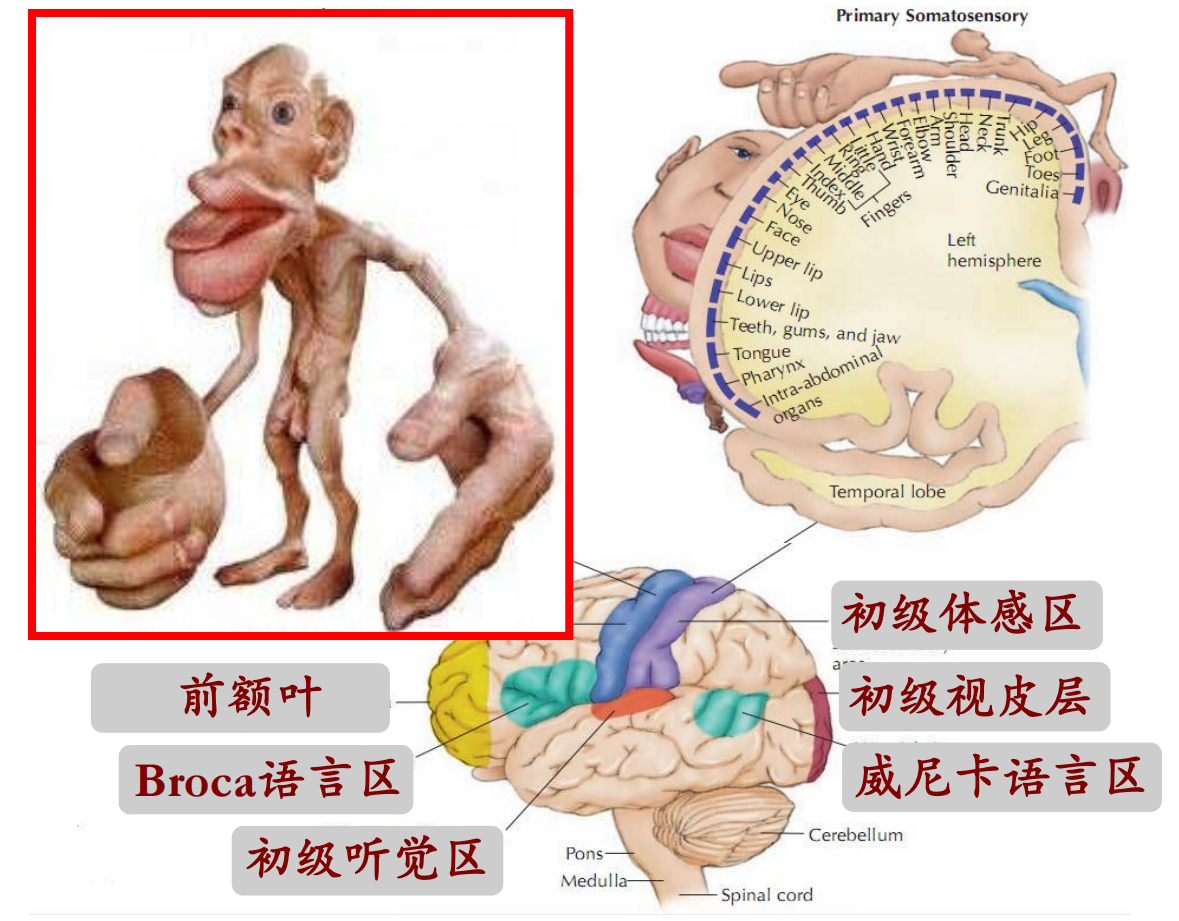 Primary Somatosensory
Genitalia
Toes
Foot
Leg
Hip
Trunk
Neck
Head
Shoulder
Arm
Elbow
Forearm
Wrist
Hand
Little
Ring
Middle
Index
Thumb
Fingers
Eye
Nose
Face
Upper lip
Lips
Lower lip
Teeth, gums, and jaw
Tongue
Pharynx
Intra-abdominal
organs
Left
hemisphere
Temporal lobe
初级体感区
前额叶
初级视皮层
Broca语言区
威尼卡语言区
初级听觉区
Cerebellum
Pons
Medulla
Spinal cord